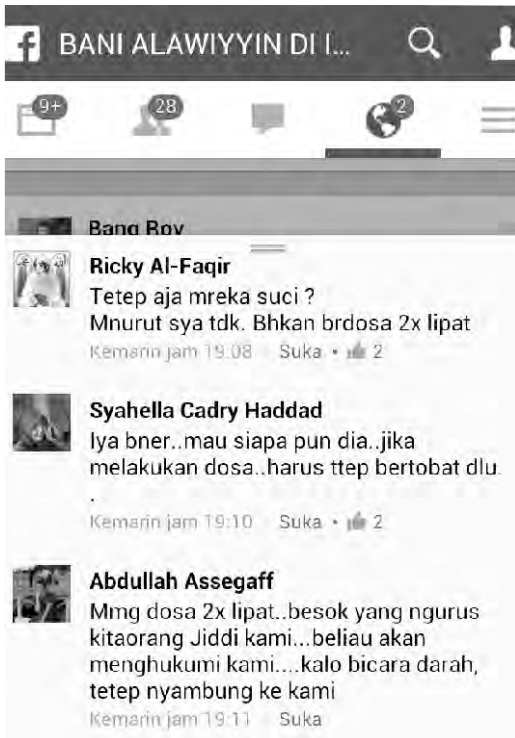 f BANI ALAWIYYIN DI I...
9+ 28 2
Bang Boy
Ricky Al-Faqir
Tetep aja mreka suci ?
Mnurut sya tdk. Bhkan brdosa 2x lipat
Kemarin jam 19:08 Suka • 2
Syahella Cadry Haddad
Iya bner..mau siapa pun dia..jika
melakukan dosa..harus ttep bertobat dlu.
.
Kemarin jam 19:10 Suka • 2
Abdullah Assegaff
Mmg dosa 2x lipat..besok yang ngurus
kitaorang Jiddi kami...beliau akan
menghukumi kami....kalo bicara darah,
tetep nyambung ke kami
Kemarin jam 19:11 Suka